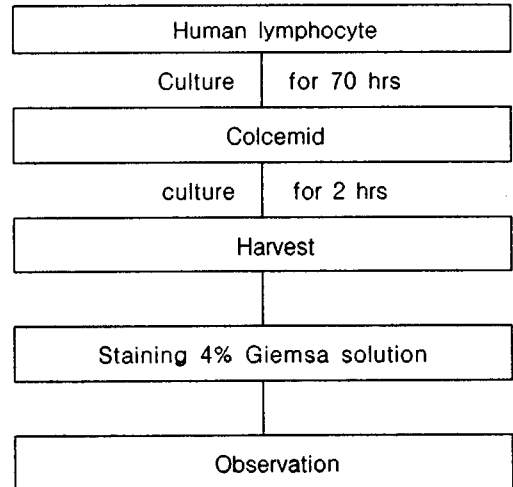 Human lymphocyte
Culture for 70 hrs
Colcemid
culture for 2 hrs
Harvest
Staining 4% Giemsa solution
Observation